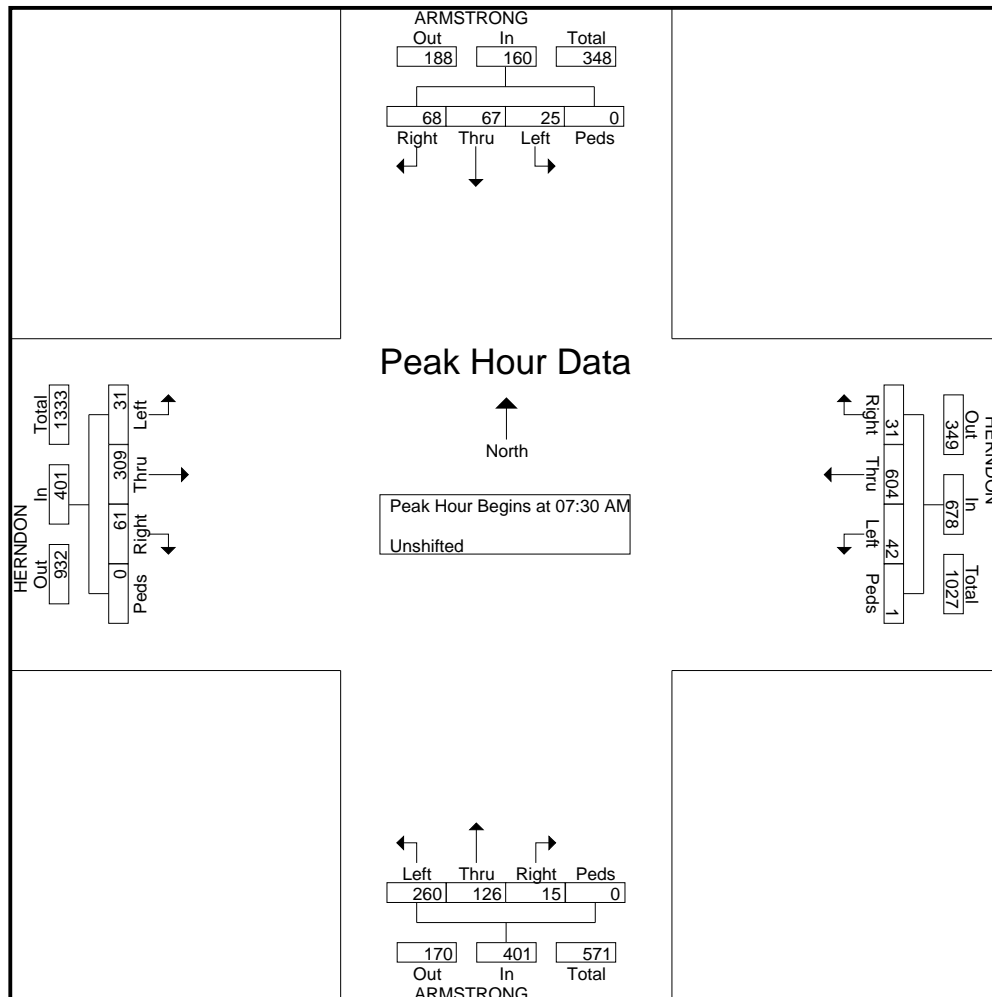 ARMSTRONG
Out In Total
188 160 348
68 67 25 0
Right Thru Left Peds
Peak Hour Data
North
Peak Hour Begins at 07:30 AM
Unshifted
HERNDON
Total In Out
1333 401 932
31 309 61 0
Left Thru Right Peds
HERNDON
Out In Total
349 678 1027
31 604 42 1
Right Thru Left Peds
Left Thru Right Peds
260 126 15 0
170 401 571
Out In Total
ARMSTRONG